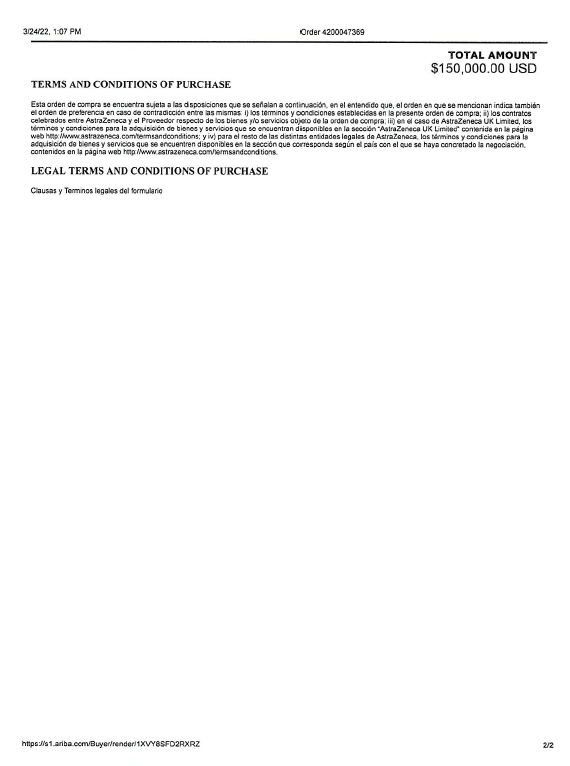 3/24/22, 1:07 PM
Order 4200047369
TOTAL AMOUNT
$150,000.00 USD
TERMS AND CONDITIONS OF PURCHASE
Esta orden de compra se encuentra sujeta a las disposiciones que se señalan a continuación, en el entendido que, el orden en que se mencionan indica también
el orden de preferencia en caso de contradicción entre las mismas: i) los términos y condiciones establecidas en la presente orden de compra; ii) los contratos
celebrados entre AstraZeneca y el Proveedor respecto de los bienes y/o servicios objeto de la orden de compra; iii) en el caso de AstraZeneca UK Limited, los
términos y condiciones para la adquisición de bienes y servicios que se encuentran disponibles en la sección "AstraZeneca UK Limited" contenida en la página
web http://www.astrazeneca.com/termsandconditions; y iv) para el resto de las distintas entidades legales de AstraZeneca, los términos y condiciones para la
adquisición de bienes y servicios que se encuentren disponibles en la sección que corresponda según el país con el que se haya concretado la negociación,
contenidos en la página web http://www.astrazeneca.com/termsandconditions.
LEGAL TERMS AND CONDITIONS OF PURCHASE
Clausas y Terminos legales del formulario
https://s1.ariba.com/Buyer/render/1XVY8SFD2RXRZ
2/2